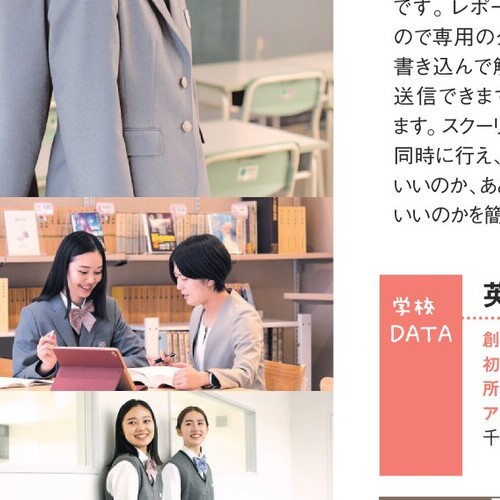 です。レポー
ので専用の
書き込んで
送信できます
ます。スクーリ
同時に行え、
いいのか、あ
いいのかを簡
学校
DATA
英
創
初
所
ア
千